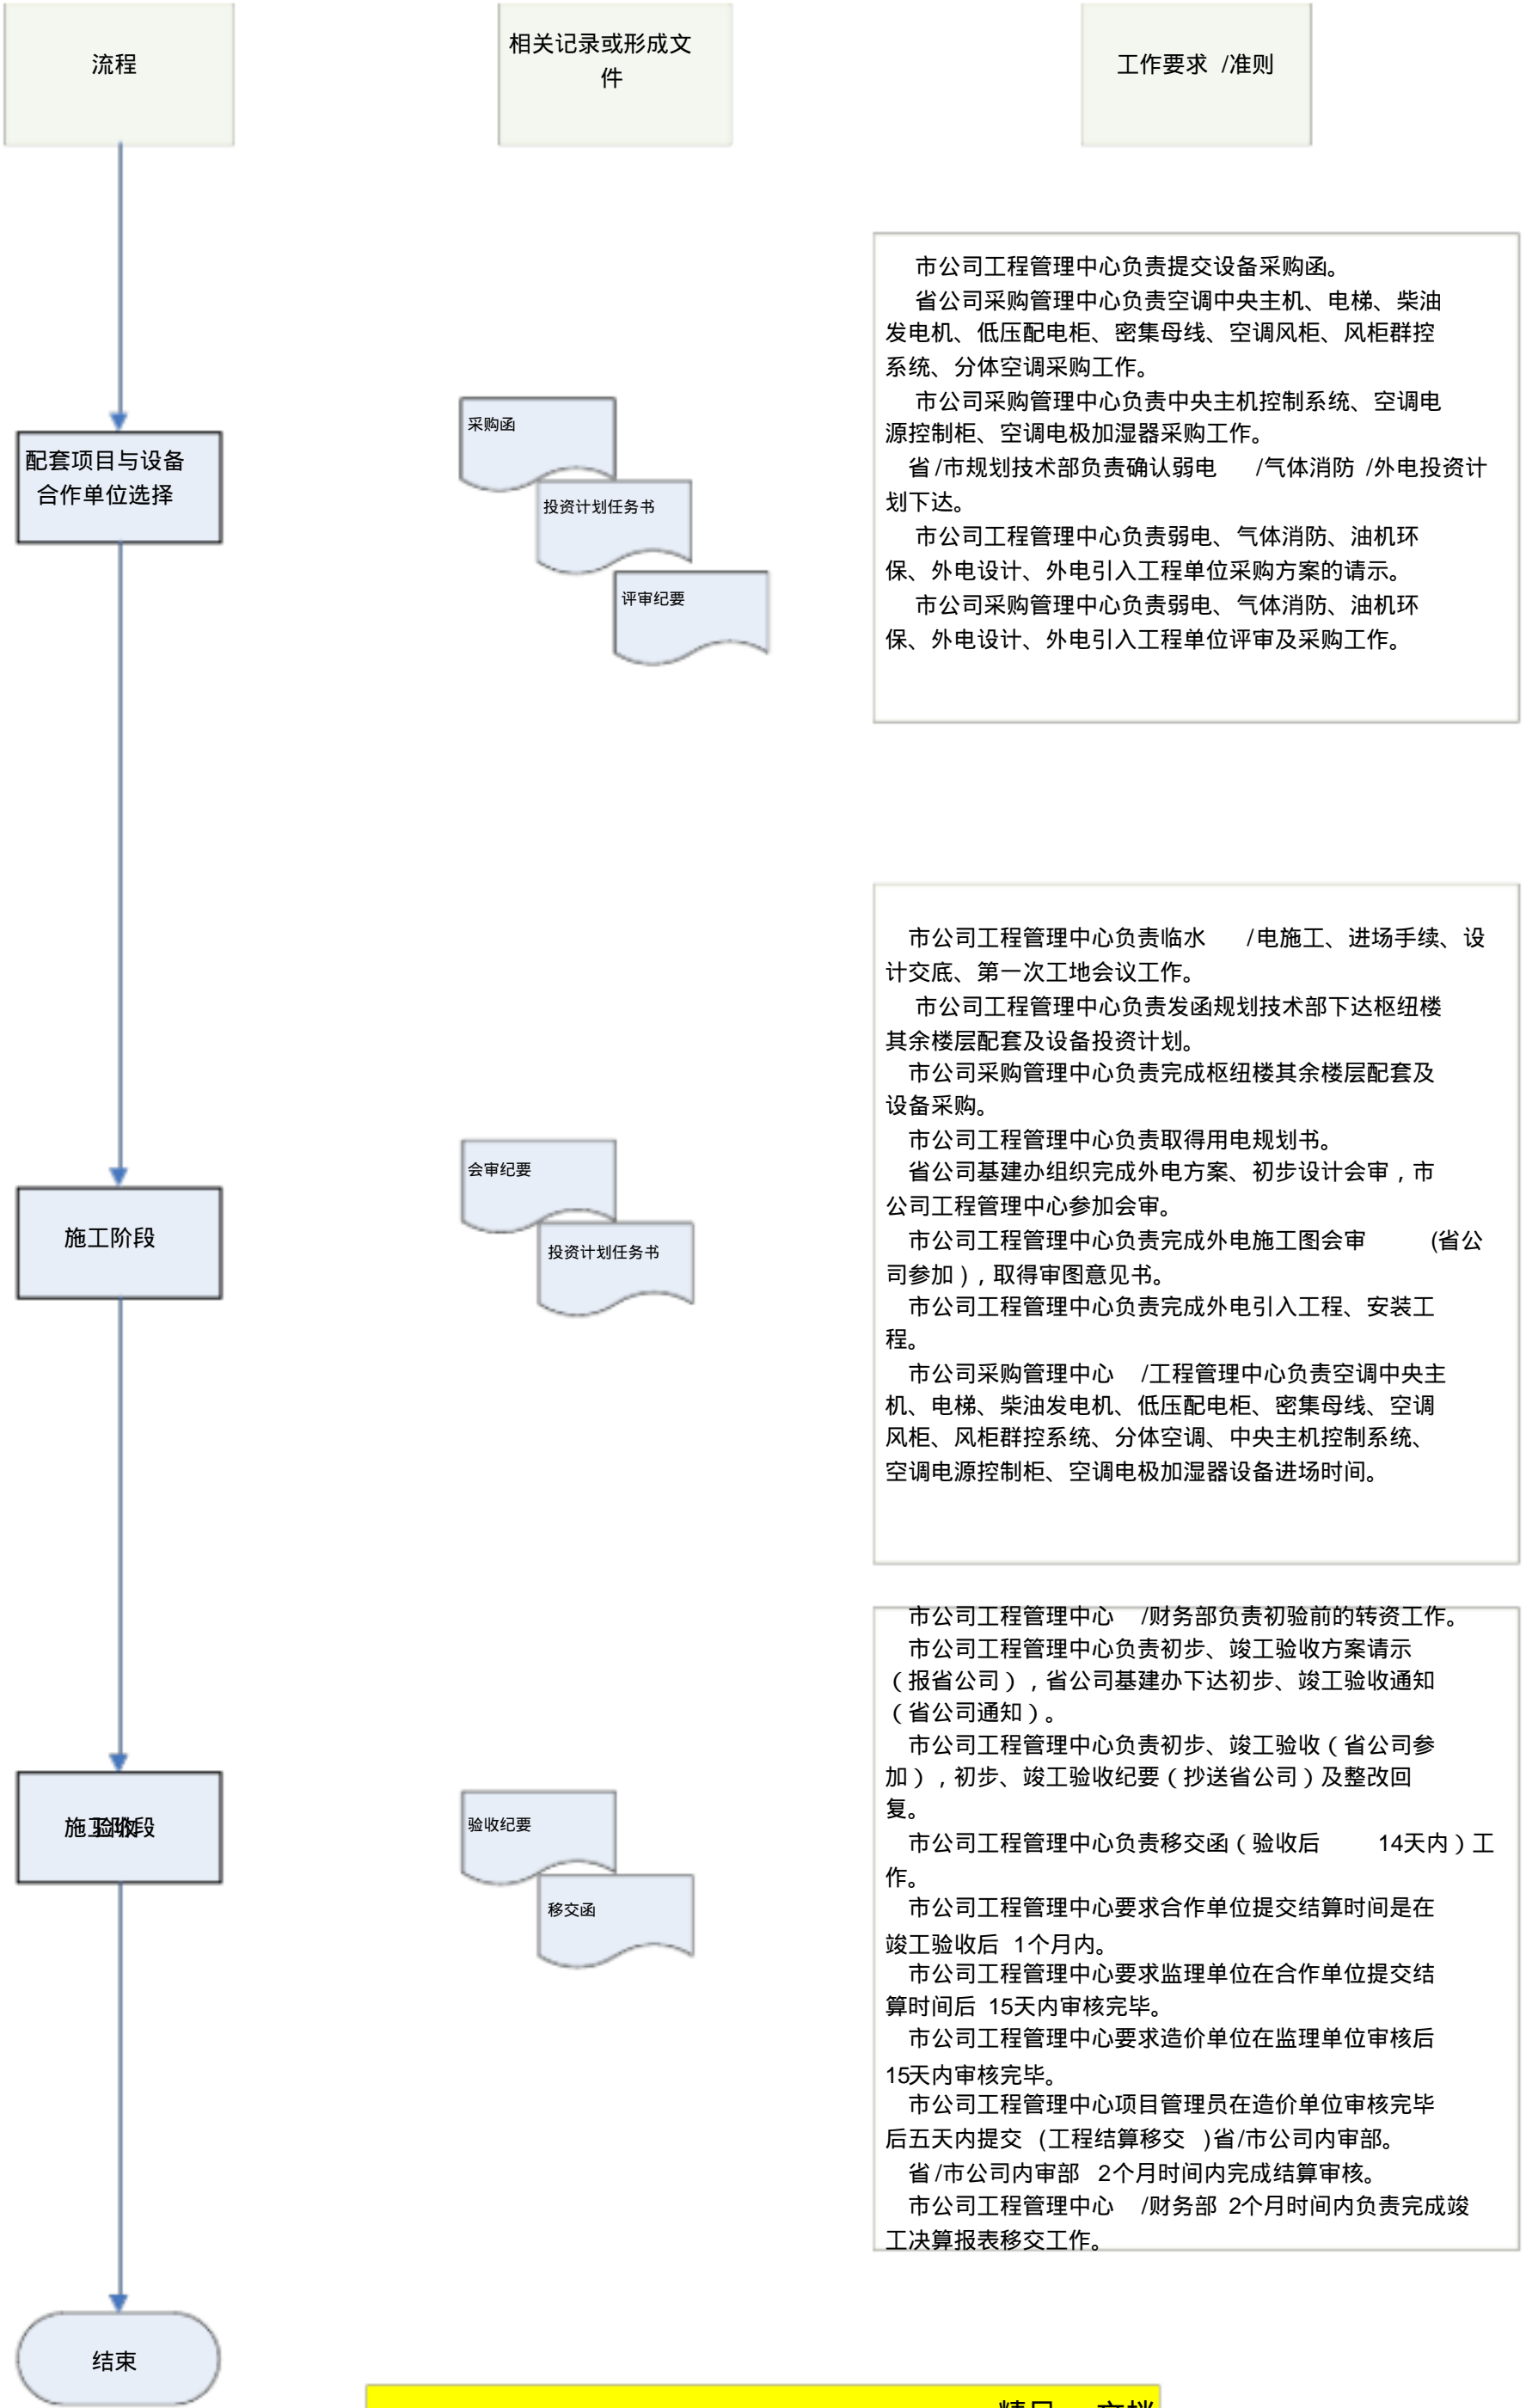 流程
相关记录或形成文
件
工作要求 /准则
配套项目与设备
合作单位选择
采购函
投资计划任务书
评审纪要
市公司工程管理中心负责提交设备采购函。
省公司采购管理中心负责空调中央主机、电梯、柴油
发电机、低压配电柜、密集母线、空调风柜、风柜群控
系统、分体空调采购工作。
市公司采购管理中心负责中央主机控制系统、空调电
源控制柜、空调电极加湿器采购工作。
省/市规划技术部负责确认弱电 /气体消防 /外电投资计
划下达。
市公司工程管理中心负责弱电、气体消防、油机环
保、外电设计、外电引入工程单位采购方案的请示。
市公司采购管理中心负责弱电、气体消防、油机环
保、外电设计、外电引入工程单位评审及采购工作。
施工阶段
会审纪要
投资计划任务书
市公司工程管理中心负责临水 /电施工、进场手续、设
计交底、第一次工地会议工作。
市公司工程管理中心负责发函规划技术部下达枢纽楼
其余楼层配套及设备投资计划。
市公司采购管理中心负责完成枢纽楼其余楼层配套及
设备采购。
市公司工程管理中心负责取得用电规划书。
省公司基建办组织完成外电方案、初步设计会审，市
公司工程管理中心参加会审。
市公司工程管理中心负责完成外电施工图会审 (省公
司参加)，取得审图意见书。
市公司工程管理中心负责完成外电引入工程、安装工
程。
市公司采购管理中心 /工程管理中心负责空调中央主
机、电梯、柴油发电机、低压配电柜、密集母线、空调
风柜、风柜群控系统、分体空调、中央主机控制系统、
空调电源控制柜、空调电极加湿器设备进场时间。
验收纪要
移交函
市公司工程管理中心 /财务部负责初验前的转资工作。
市公司工程管理中心负责初步、竣工验收方案请示
（报省公司），省公司基建办下达初步、竣工验收通知
（省公司通知）。
市公司工程管理中心负责初步、竣工验收（省公司参
加），初步、竣工验收纪要（抄送省公司）及整改回
复。
市公司工程管理中心负责移交函（验收后 14天内）工
作。
市公司工程管理中心要求合作单位提交结算时间是在
竣工验收后 1个月内。
市公司工程管理中心要求监理单位在合作单位提交结
算时间后 15天内审核完毕。
市公司工程管理中心要求造价单位在监理单位审核后
15天内审核完毕。
市公司工程管理中心项目管理员在造价单位审核完毕
后五天内提交 (工程结算移交 )省/市公司内审部。
省/市公司内审部 2个月时间内完成结算审核。
市公司工程管理中心 /财务部 2个月时间内负责完成竣
工决算报表移交工作。
结束